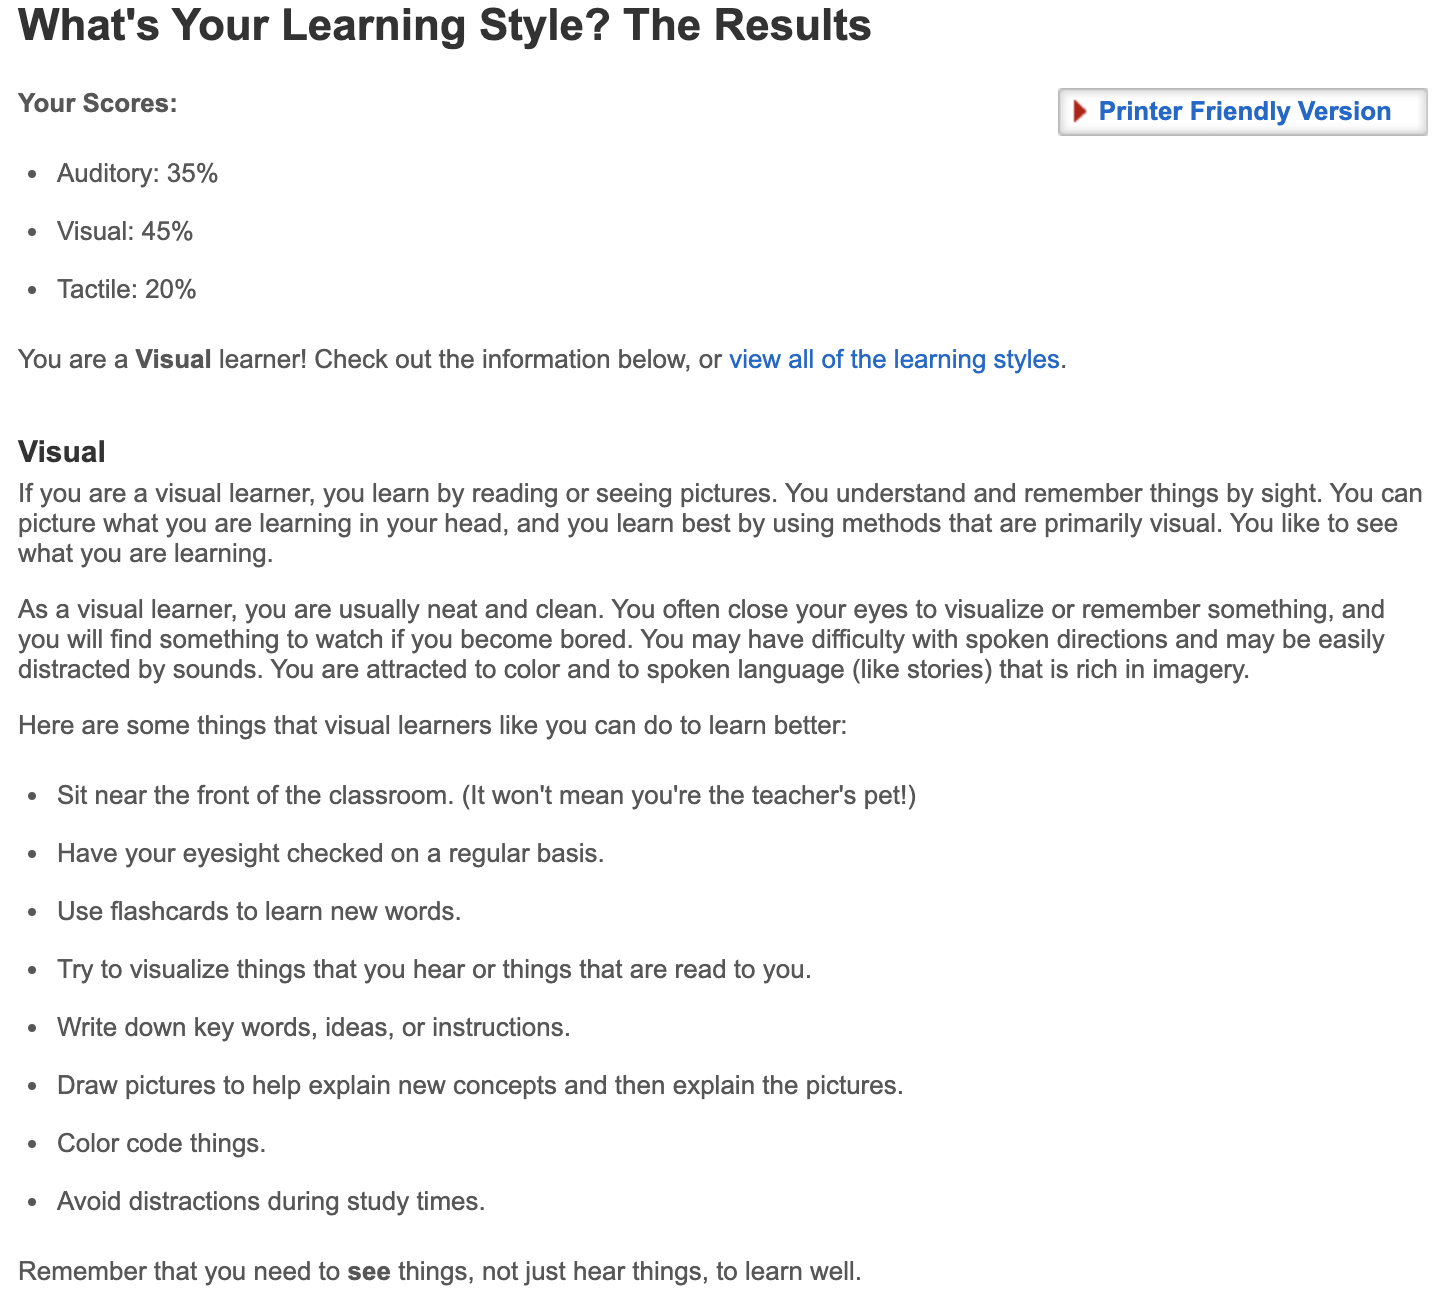 What's Your Learning Style? The Results
Your Scores:
Printer Friendly Version
Auditory: 35%
Visual: 45%
Tactile: 20%
You are a Visual learner! Check out the information below, or view all of the learning styles.
Visual
If you are a visual learner, you learn by reading or seeing pictures. You understand and remember things by sight. You can
picture what you are learning in your head, and you learn best by using methods that are primarily visual. You like to see
what you are learning.
As a visual learner, you are usually neat and clean. You often close your eyes to visualize or remember something, and
you will find something to watch if you become bored. You may have difficulty with spoken directions and may be easily
distracted by sounds. You are attracted to color and to spoken language (like stories) that is rich in imagery.
Here are some things that visual learners like you can do to learn better:
Sit near the front of the classroom. (It won't mean you're the teacher's pet!)
Have your eyesight checked on a regular basis.
Use flashcards to learn new words.
Try to visualize things that you hear or things that are read to you.
Write down key words, ideas, or instructions.
Draw pictures to help explain new concepts and then explain the pictures.
Color code things.
Avoid distractions during study times.
Remember that you need to see things, not just hear things, to learn well.